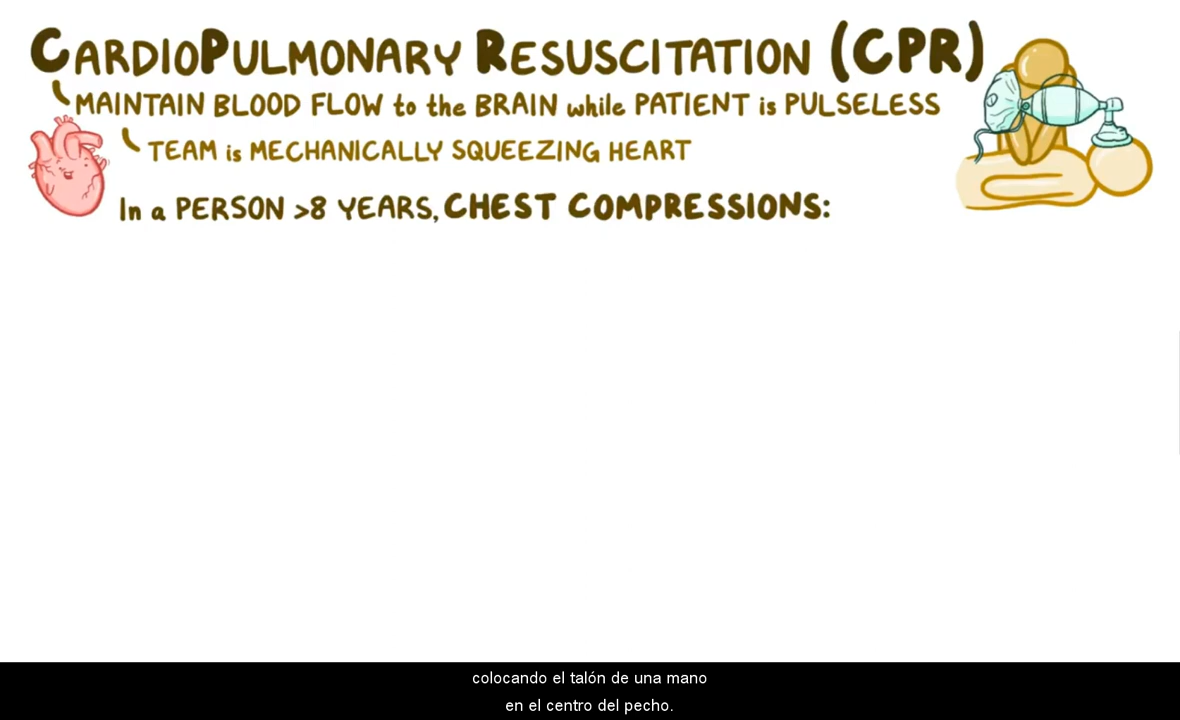 CARDIOPULMONARY RESUSCITATION (CPR)
MAINTAIN BLOOD FLOW to the BRAIN while PATIENT is PULSELESS
TEAM is MECHANICALLY SQUEEZING HEART
In a PERSON >8 YEARS, CHEST COMPRESSIONS:
colocando el talón de una mano
en el centro del pecho.